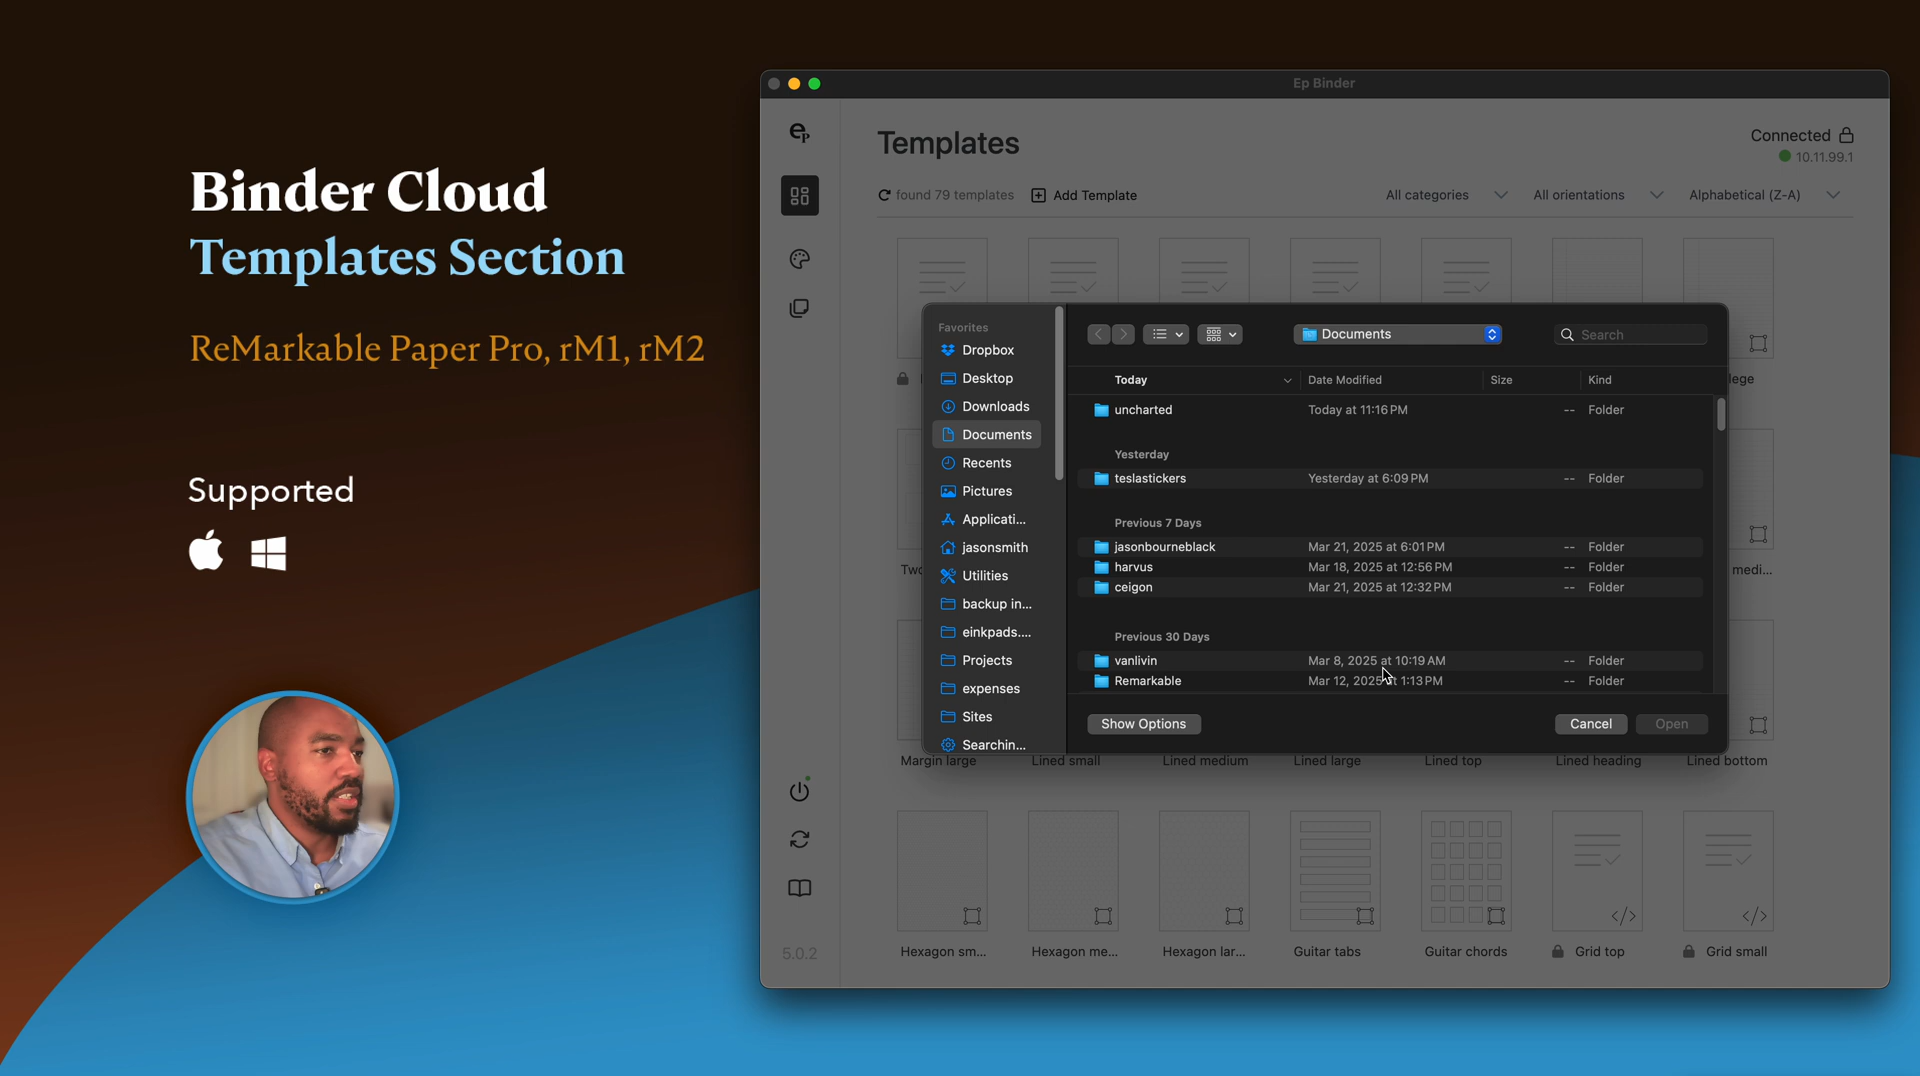 Binder Cloud
Templates Section
ReMarkable Paper Pro, rM1, rM2
Supported
Ep Binder
ep
Templates
Connected
10.11.99.1
found 79 templates
Add Template
All categories
All orientations
Alphabetical (Z-A)
Favorites
Dropbox
Desktop
Downloads
Documents
Recents
Pictures
Applicati...
jasonsmith
Utilities
backup in...
einkpads....
Projects
expenses
Sites
Searchin...
Documents
Search
Today
Date Modified
Size
Kind
uncharted
Today at 11:16 PM
--
Folder
Yesterday
teslastickers
Yesterday at 6:09 PM
--
Folder
Previous 7 Days
jasonbourneblack
Mar 21, 2025 at 6:01 PM
--
Folder
harvus
Mar 18, 2025 at 12:56 PM
--
Folder
ceigon
Mar 21, 2025 at 12:32 PM
--
Folder
Previous 30 Days
vanlivin
Mar 8, 2025 at 10:19 AM
--
Folder
Remarkable
Mar 12, 2025 at 1:13 PM
--
Folder
Show Options
Cancel
Open
lege
Two
medi...
Margin large
Lined small
Lined medium
Lined large
Lined top
Lined heading
Lined bottom
</>
</>
Hexagon sm...
Hexagon me...
Hexagon lar...
Guitar tabs
Guitar chords
Grid top
Grid small
5.0.2